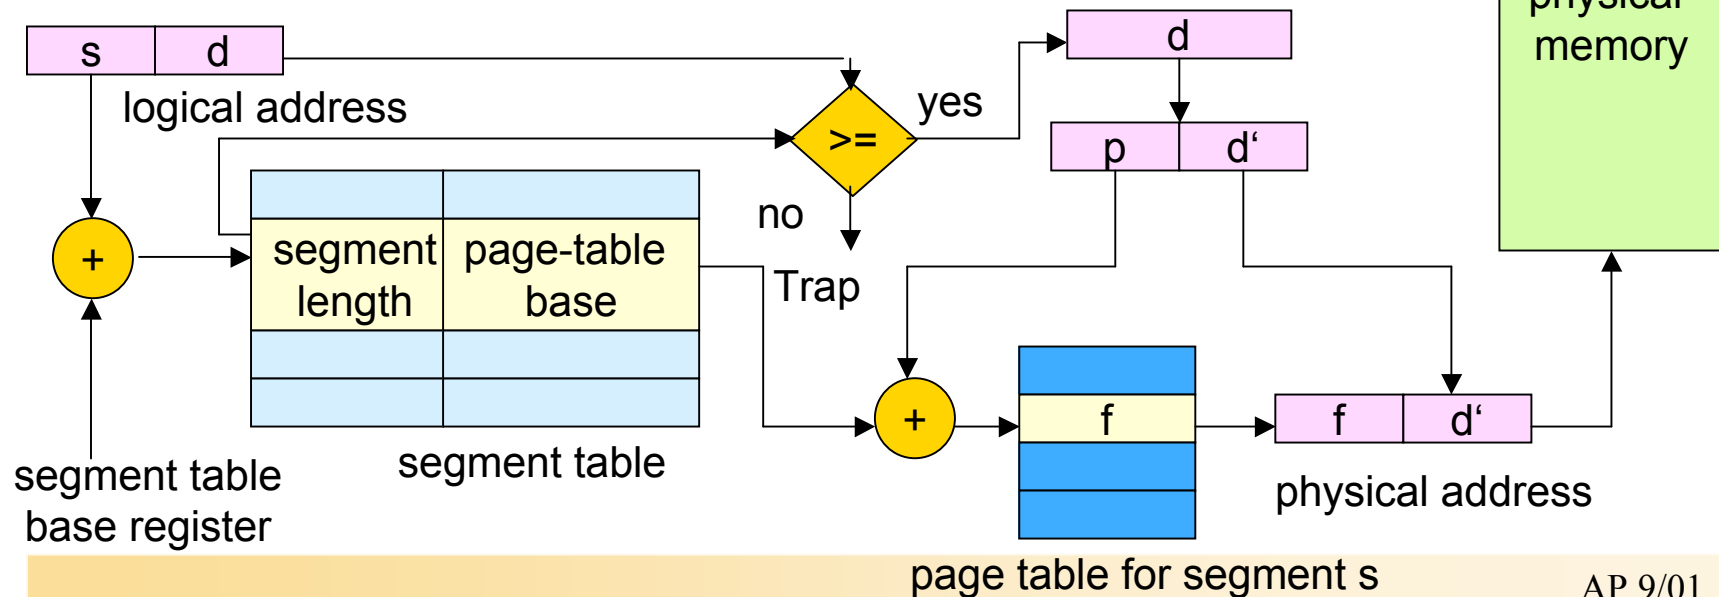 physical
memory
s d
d
logical address
yes
>=
p d‘
no
segment
length
page-table
base
+
Trap
+
f
f d‘
segment table
physical address
segment table
base register
page table for segment s
AP 9/01